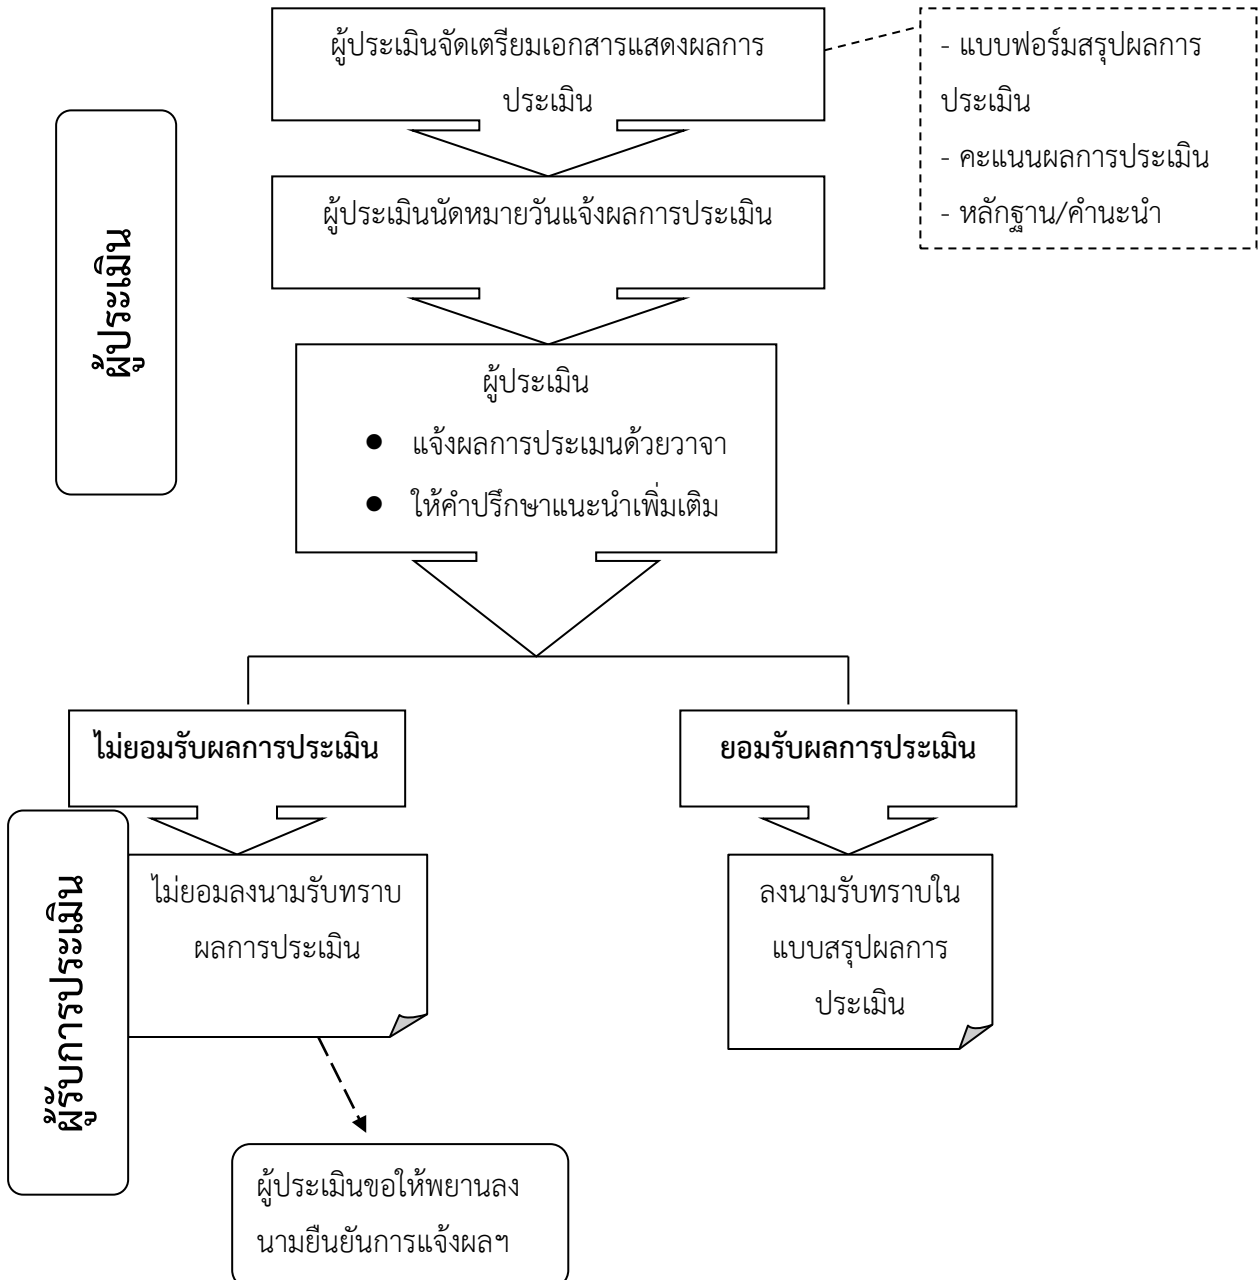 ผู้ประเมินจัดเตรียมเอกสารแสดงผลการ
ประเมิน
- แบบฟอร์มสรุปผลการ
ประเมิน
- คะแนนผลการประเมิน
- หลักฐาน/คำนะนำ
ผู้ประเมิน
ผู้ประเมินนัดหมายวันแจ้งผลการประเมิน
ผู้ประเมิน
● แจ้งผลการประเมนด้วยวาจา
● ให้คำปรึกษาแนะนำเพิ่มเติม
ไม่ยอมรับผลการประเมิน
ยอมรับผลการประเมิน
ผู้รับการประเมิน
ไม่ยอมลงนามรับทราบ
ผลการประเมิน
ลงนามรับทราบใน
แบบสรุปผลการ
ประเมิน
ผู้ประเมินขอให้พยานลง
นามยืนยันการแจ้งผลฯ